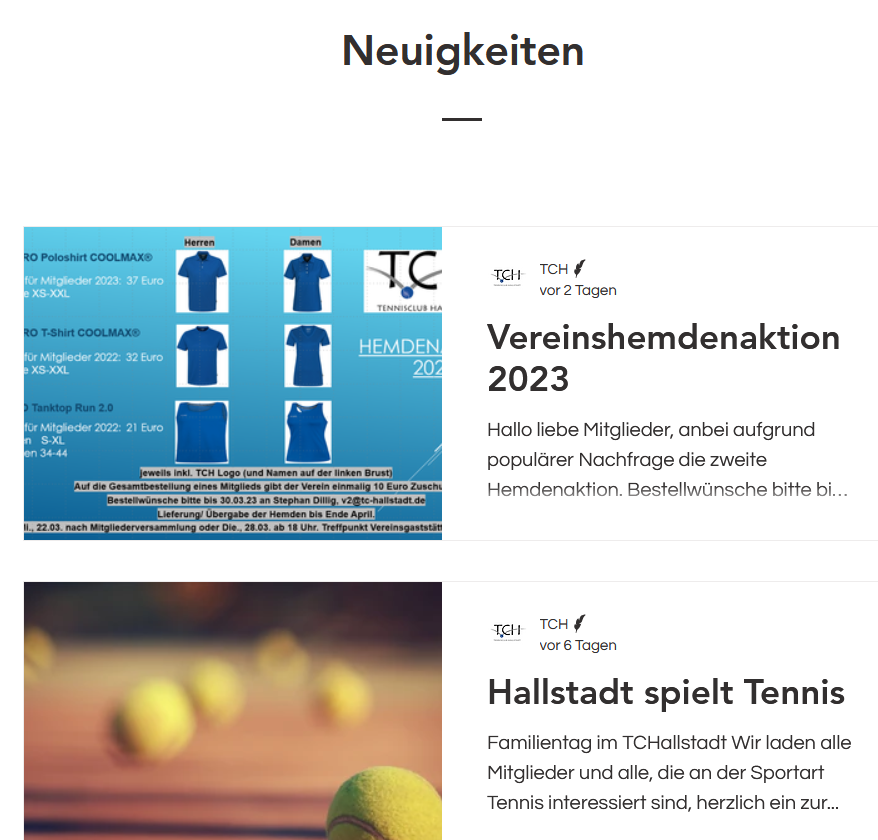 Neuigkeiten
Herren
Damen
RO Poloshirt COOLMAX®
für Mitglieder 2023: 37 Euro
e XS-XXL
TC
TENNISCLUB HA
RO T-Shirt COOLMAX®
für Mitglieder 2022: 32 Euro
e XS-XXL
HEMDENA
202
Tanktop Run 2.0
für Mitglieder 2022: 21 Euro
en S-XL
en 34-44
jeweils inkl. TCH Logo (und Namen auf der linken Brust)
Auf die Gesamtbestellung eines Mitglieds gibt der Verein einmalig 10 Euro Zuschu
Bestellwünsche bitte bis 30.03.23 an Stephan Dillig, v2@tc-hallstadt.de
Lieferung/ Übergabe der Hemden bis Ende April.
22.03. nach Mitgliederversammlung oder Die., 28.03. ab 18 Uhr. Treffpunkt Vereinsgaststätt
TCH
TCH
vor 2 Tagen
Vereinshemdenaktion
2023
Hallo liebe Mitglieder, anbei aufgrund
populärer Nachfrage die zweite
Hemdenaktion. Bestellwünsche bitte bi...
TCH
TCH
vor 6 Tagen
Hallstadt spielt Tennis
Familientag im TCHallstadt Wir laden alle
Mitglieder und alle, die an der Sportart
Tennis interessiert sind, herzlich ein zur...